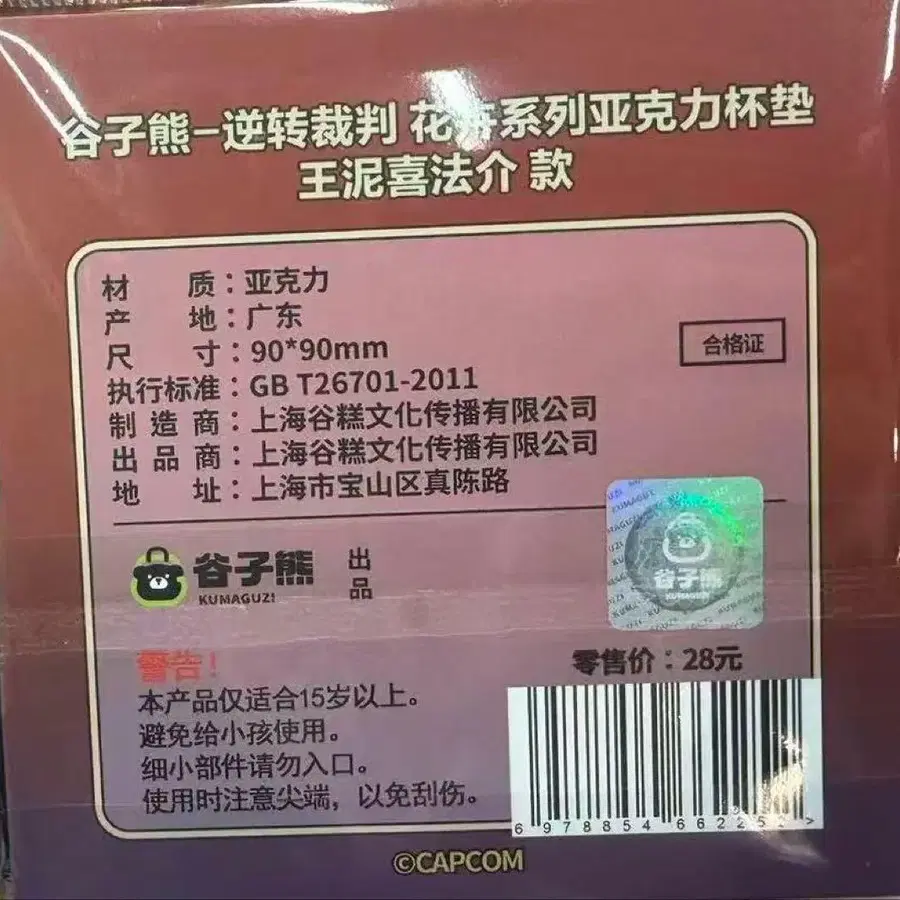 谷子熊-逆转裁判 花卉系列亚克力杯垫
王泥喜法介 款
材 质：亚克力
产 地：广东
尺 寸：90*90mm
执行标准：GB T26701-2011
制造商：上海谷糕文化传播有限公司
出品商：上海谷糕文化传播有限公司
地 址：上海市宝山区真陈路
合格证
谷子熊
KUMAGUZI
出品
谷子熊
KUMAGUZI
零售价：28元
警告！
本产品仅适合15岁以上。
避免给小孩使用。
细小部件请勿入口。
使用时注意尖端，以免刮伤。
©CAPCOM